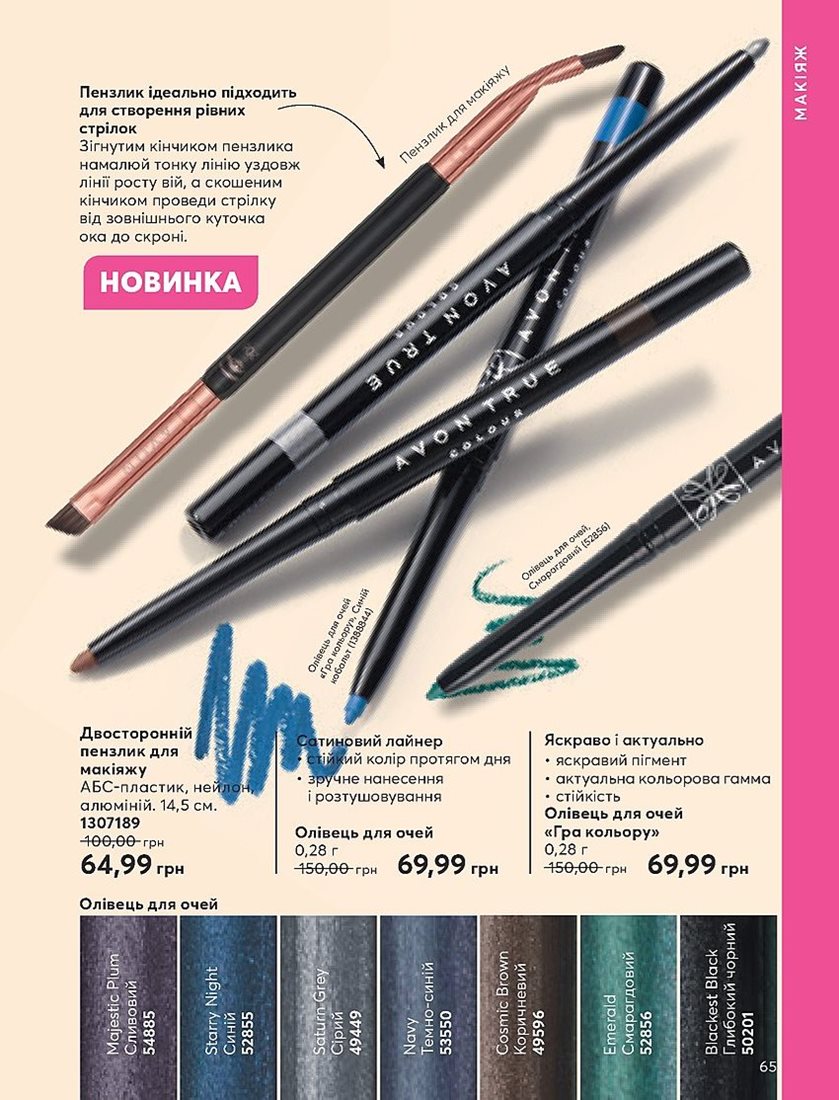 МАКІЯЖ
Пензлик ідеально підходить
для створення рівних
стрілок
Зігнутим кінчиком пензлика
намалюй тонку лінію уздовж
лінії росту вій, а скошеним
кінчиком проведи стрілку
від зовнішнього куточка
ока до скроні.
Пензлик для макіяжу
НОВИНКА
AVON TRUE
COLOUR
AVON
COLOUR
AVON TRUE
COLOUR
AV
Олівець для очей
«Гра кольору», Синій
кобальт (1388844)
Олівець для очей,
Смарагдовий (52856)
Двосторонній
пензлик для
макіяжу
АБС-пластик, нейлон,
алюміній. 14,5 см.
1307189
100,00 грн
64,99 грн
Сатиновий лайнер
• стійкий колір протягом дня
• зручне нанесення
і розтушовування
Олівець для очей
0,28 г
150,00 грн 69,99 грн
Яскраво і актуально
• яскравий пігмент
• актуальна кольорова гамма
• стійкість
Олівець для очей
«Гра кольору»
0,28 г
150,00 грн 69,99 грн
Олівець для очей
Majestic Plum
Сливовий
54885
Starry Night
Синій
52855
Saturn Grey
Сірий
49449
Navy
Темно-синій
53550
Cosmic Brown
Коричневий
49596
Emerald
Смарагдовий
52856
Blackest Black
Глибокий чорний
50201
65